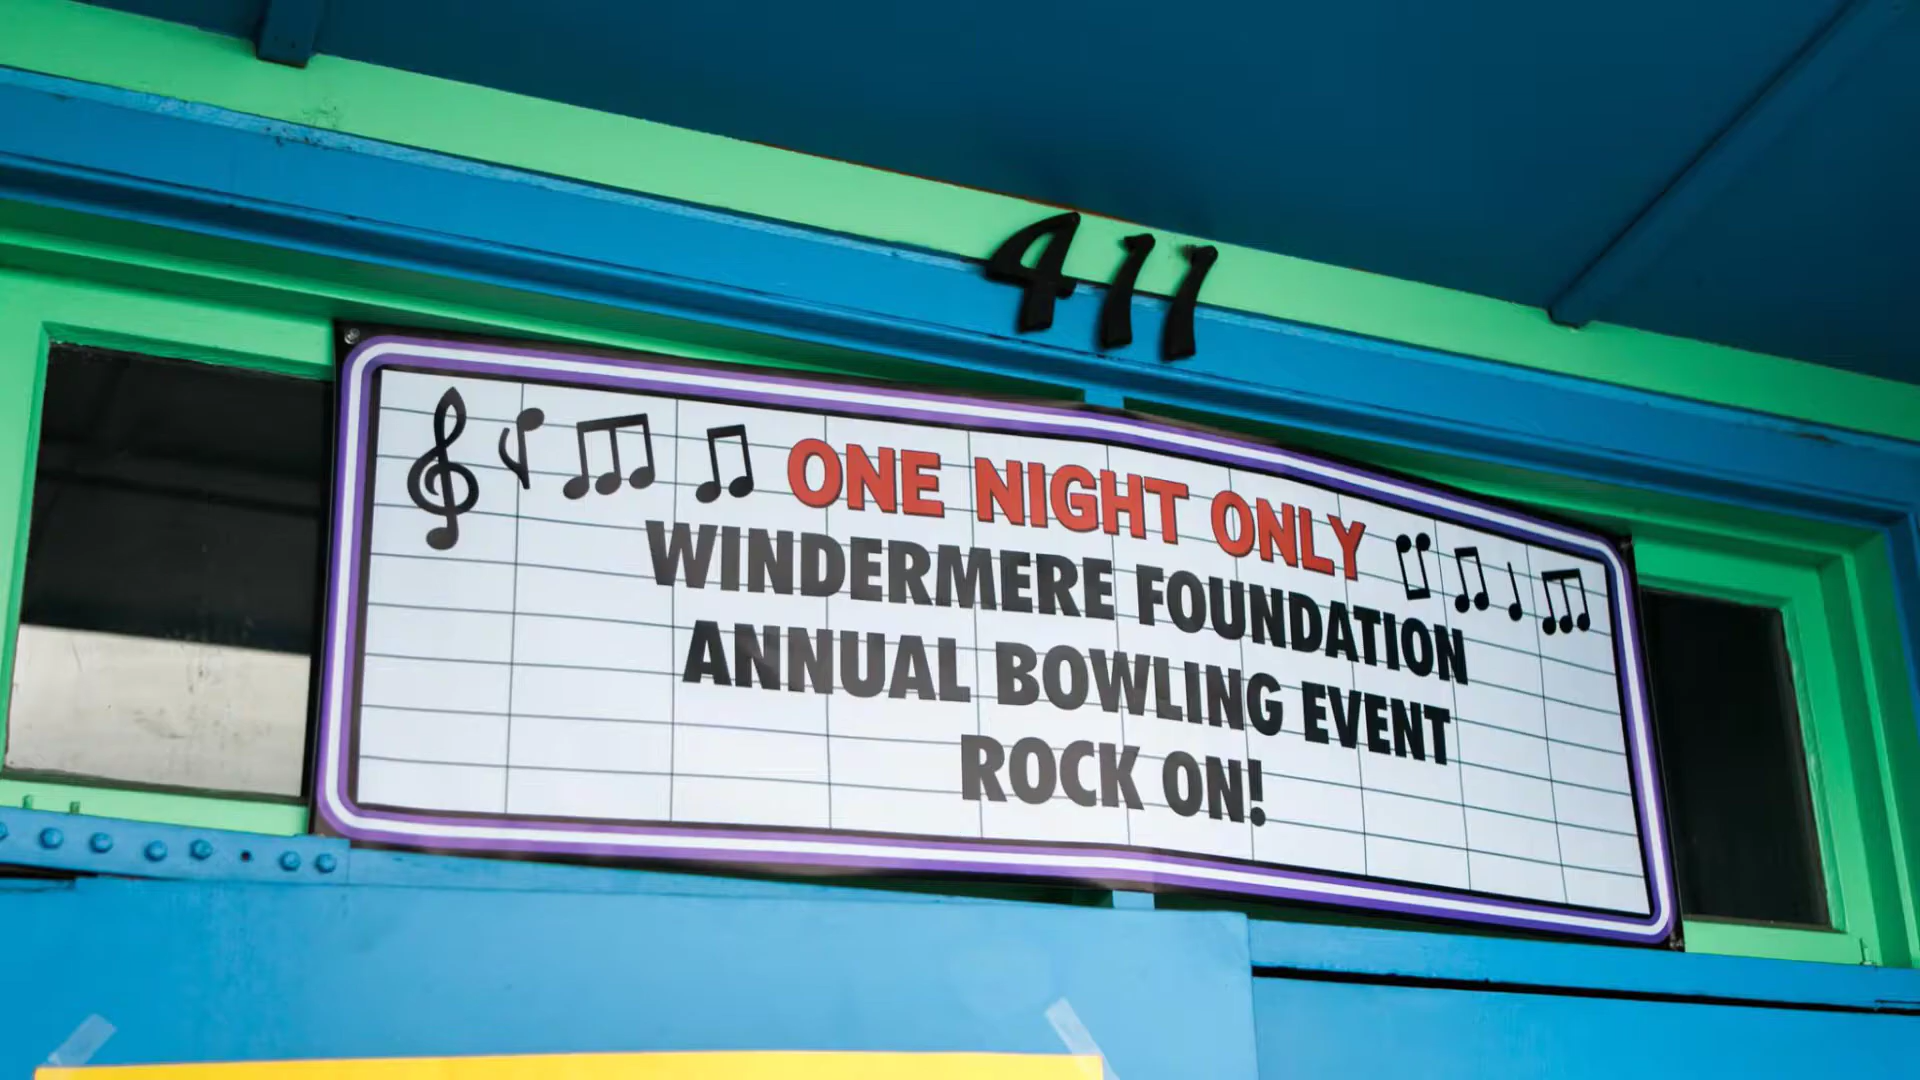 411
ONE NIGHT ONLY
WINDERMERE FOUNDATION
ANNUAL BOWLING EVENT
ROCK ON!